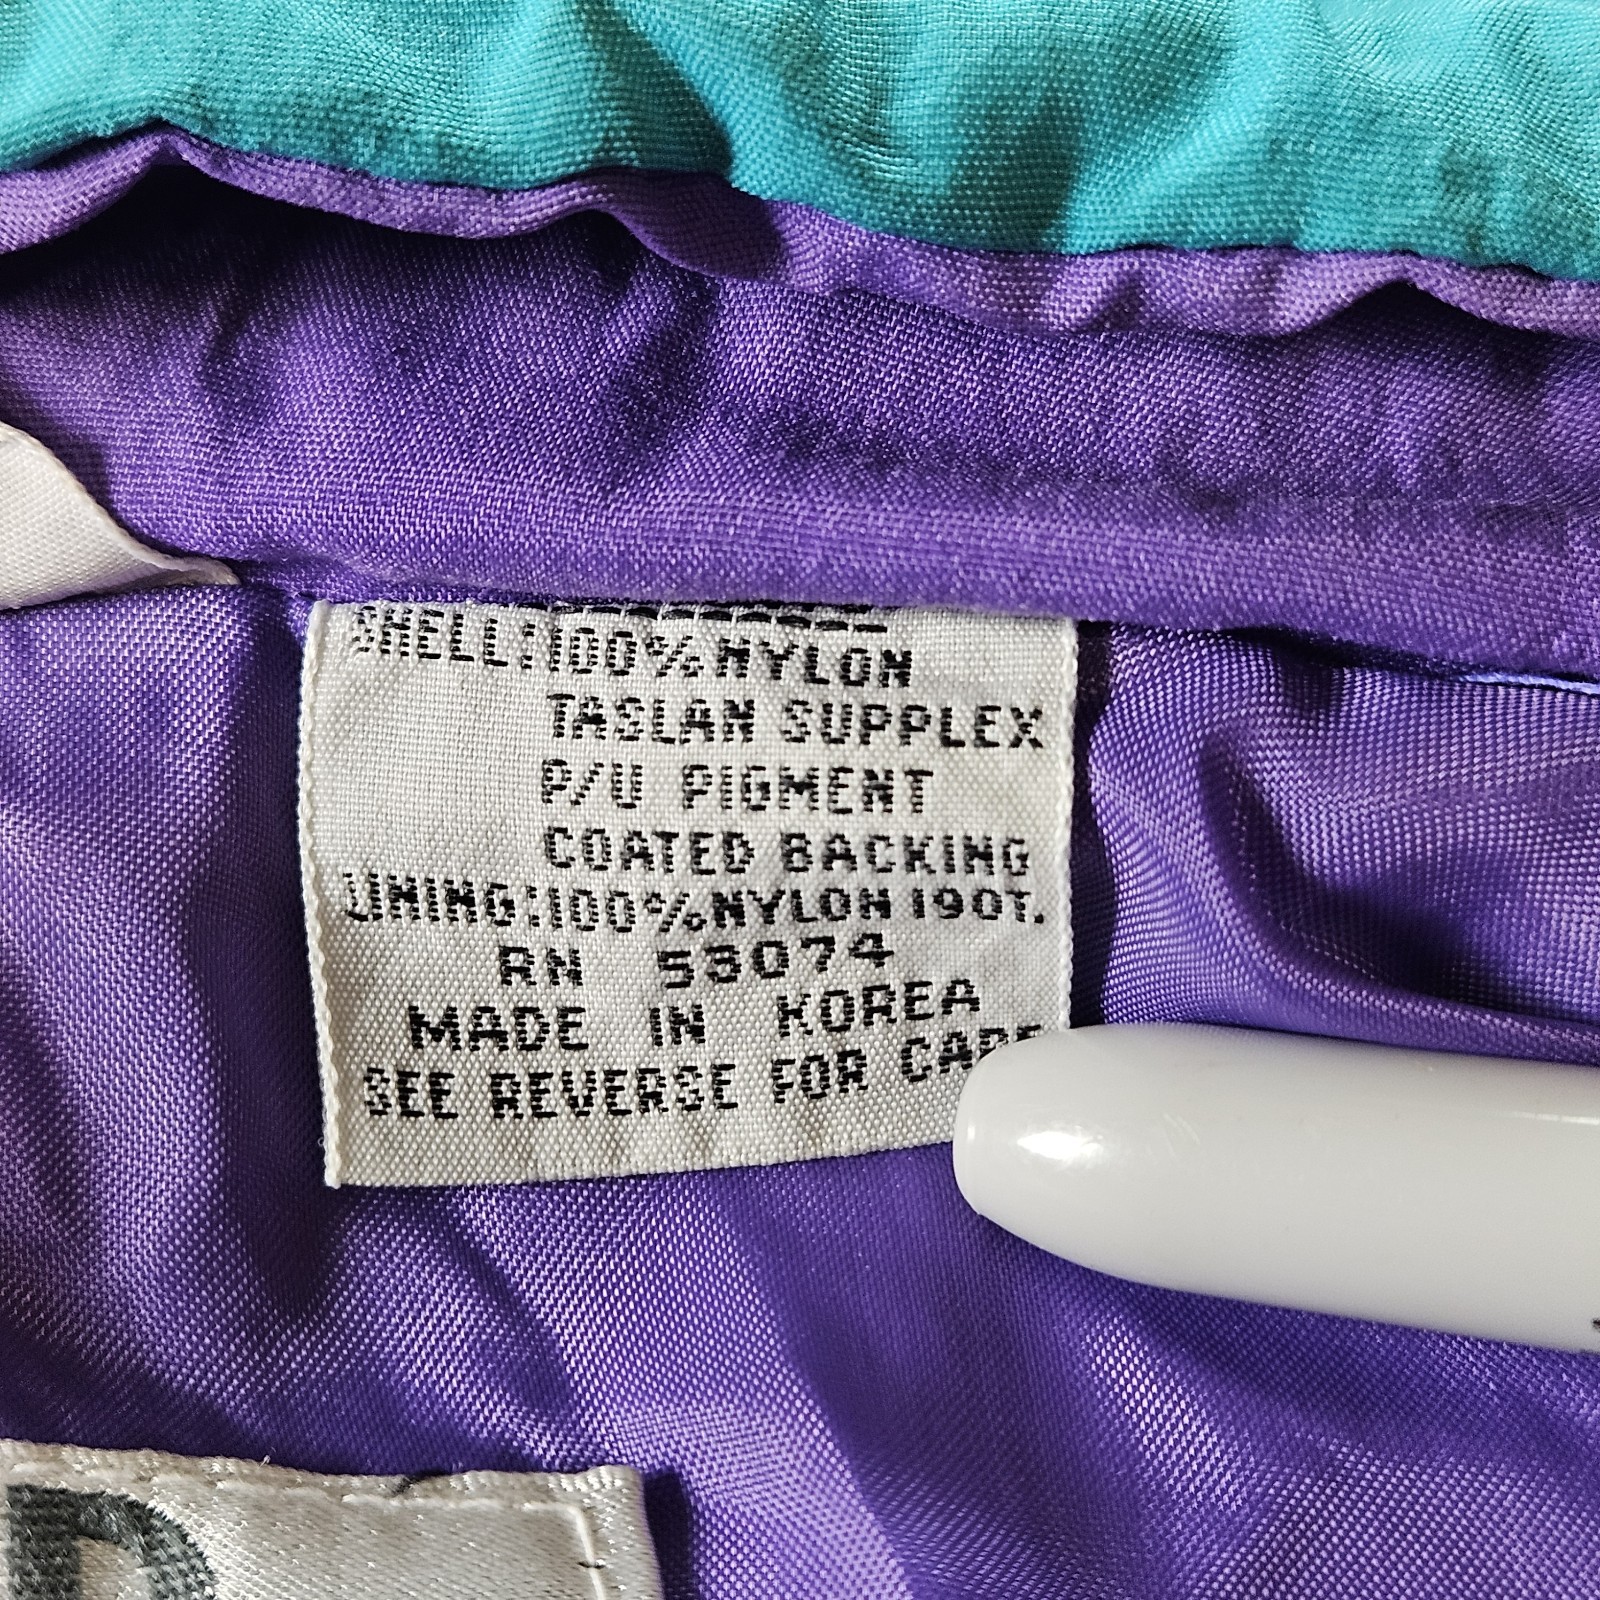 SHELL:100% NYLON
TASLAN SUPPLEX
P/U PIGMENT
COATED BACKING
LINING:100% NYLON 190T.
RN 53074
MADE IN KOREA
SEE REVERSE FOR CARE